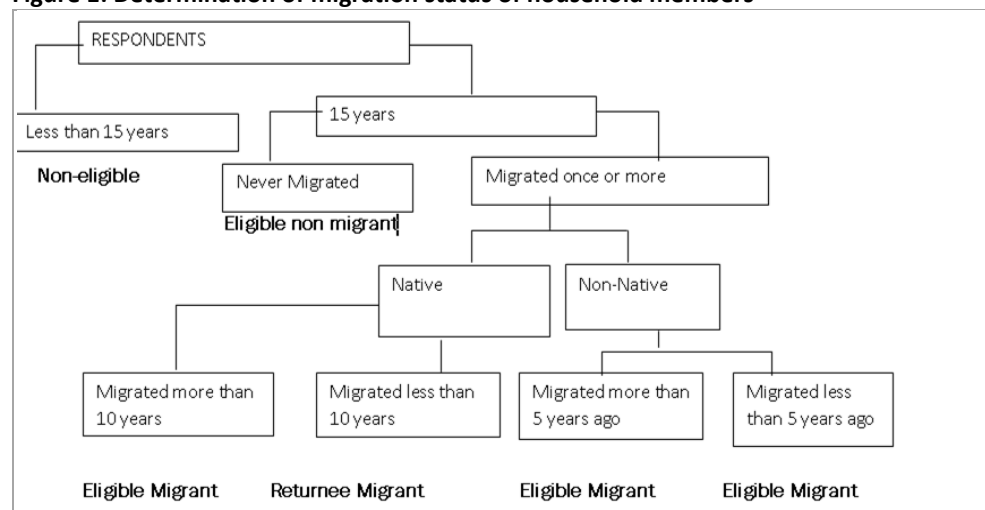 Figure 2: Determination of migration status of household members
RESPONDENTS
Less than 15 years
Non-eligible
15 years
Never Migrated
Eligible non migrant
Migrated once or more
Native
Non-Native
Migrated more than
10 years
Migrated less than
10 years
Migrated more than
5 years ago
Migrated less
than 5 years ago
Eligible Migrant
Returnee Migrant
Eligible Migrant
Eligible Migrant